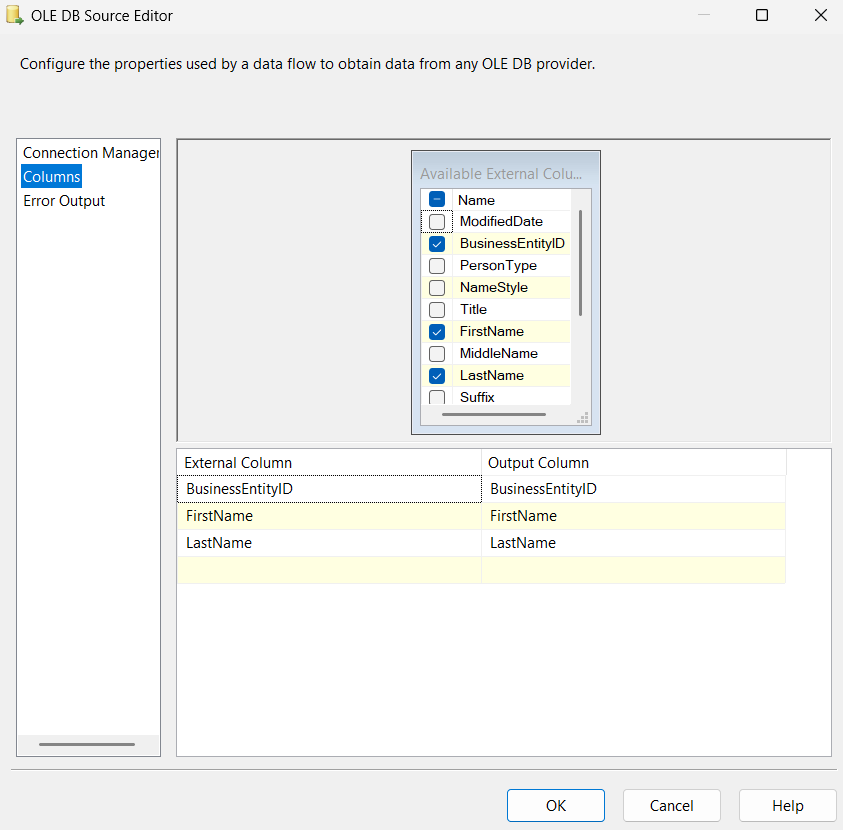 OLE DB Source Editor
Configure the properties used by a data flow to obtain data from any OLE DB provider.
Connection Manager
Columns
Error Output
Available External Colu...
Name
ModifiedDate
BusinessEntityID
PersonType
NameStyle
Title
FirstName
MiddleName
LastName
Suffix
External Column Output Column
BusinessEntityID BusinessEntityID
FirstName FirstName
LastName LastName
OK Cancel Help